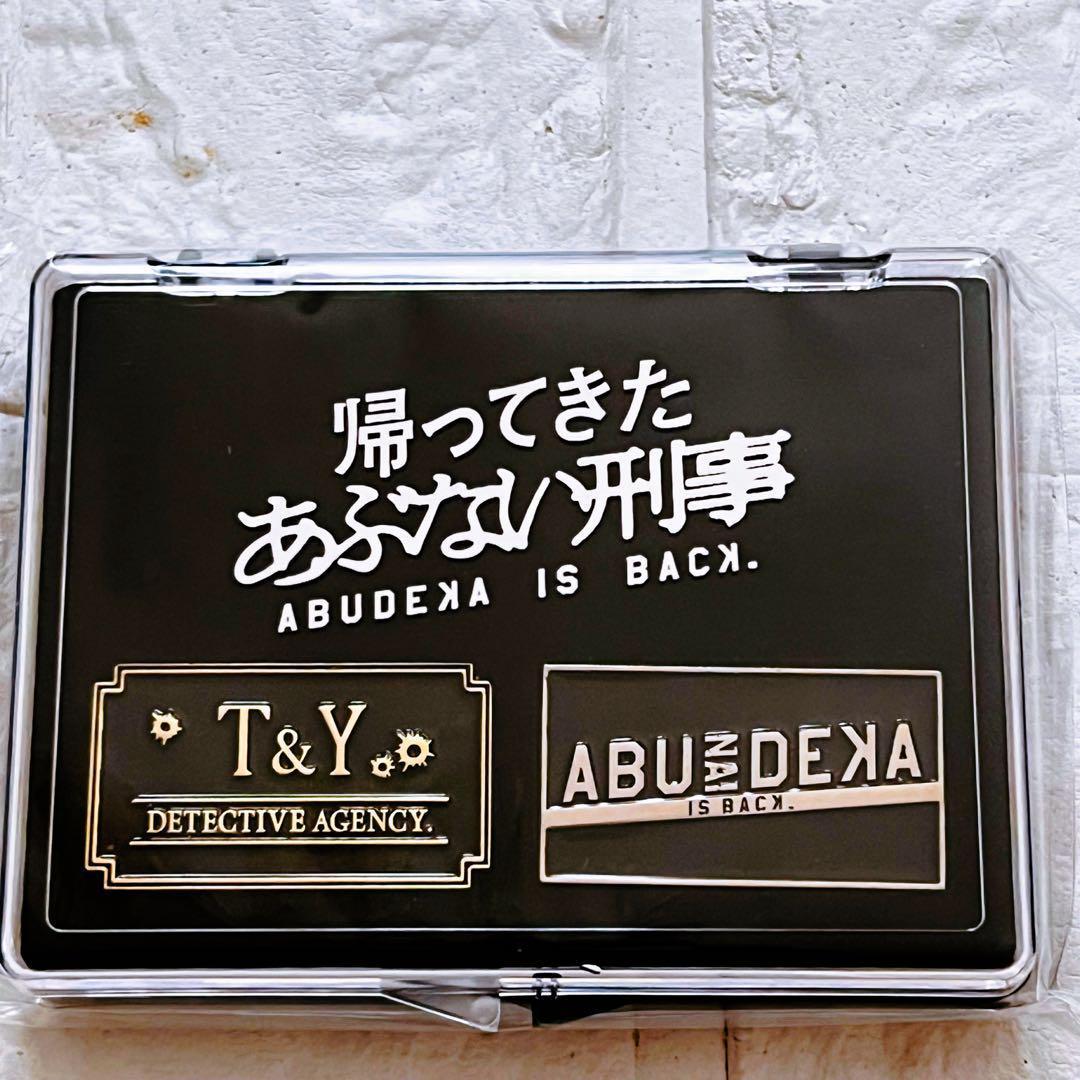 帰ってきた
あぶない刑事
ABUDEKA IS BACK.
T&Y.
DETECTIVE AGENCY.
ABUNAIDEKA
IS BACK.